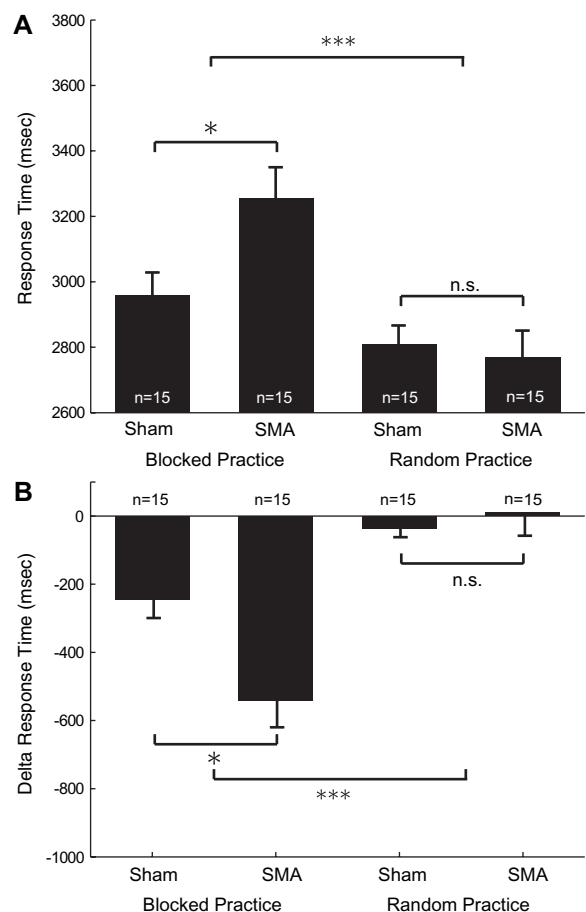 A
***
*
n.s.
Response Time (msec)
3800
3600
3400
3200
3000
2800
2600
n=15 n=15 n=15 n=15
Sham SMA Sham SMA
Blocked Practice Random Practice
B
n=15 n=15 n=15 n=15
Delta Response Time (msec)
0
-200
-400
-600
-800
-1000
n.s.
*
***
Sham SMA Sham SMA
Blocked Practice Random Practice